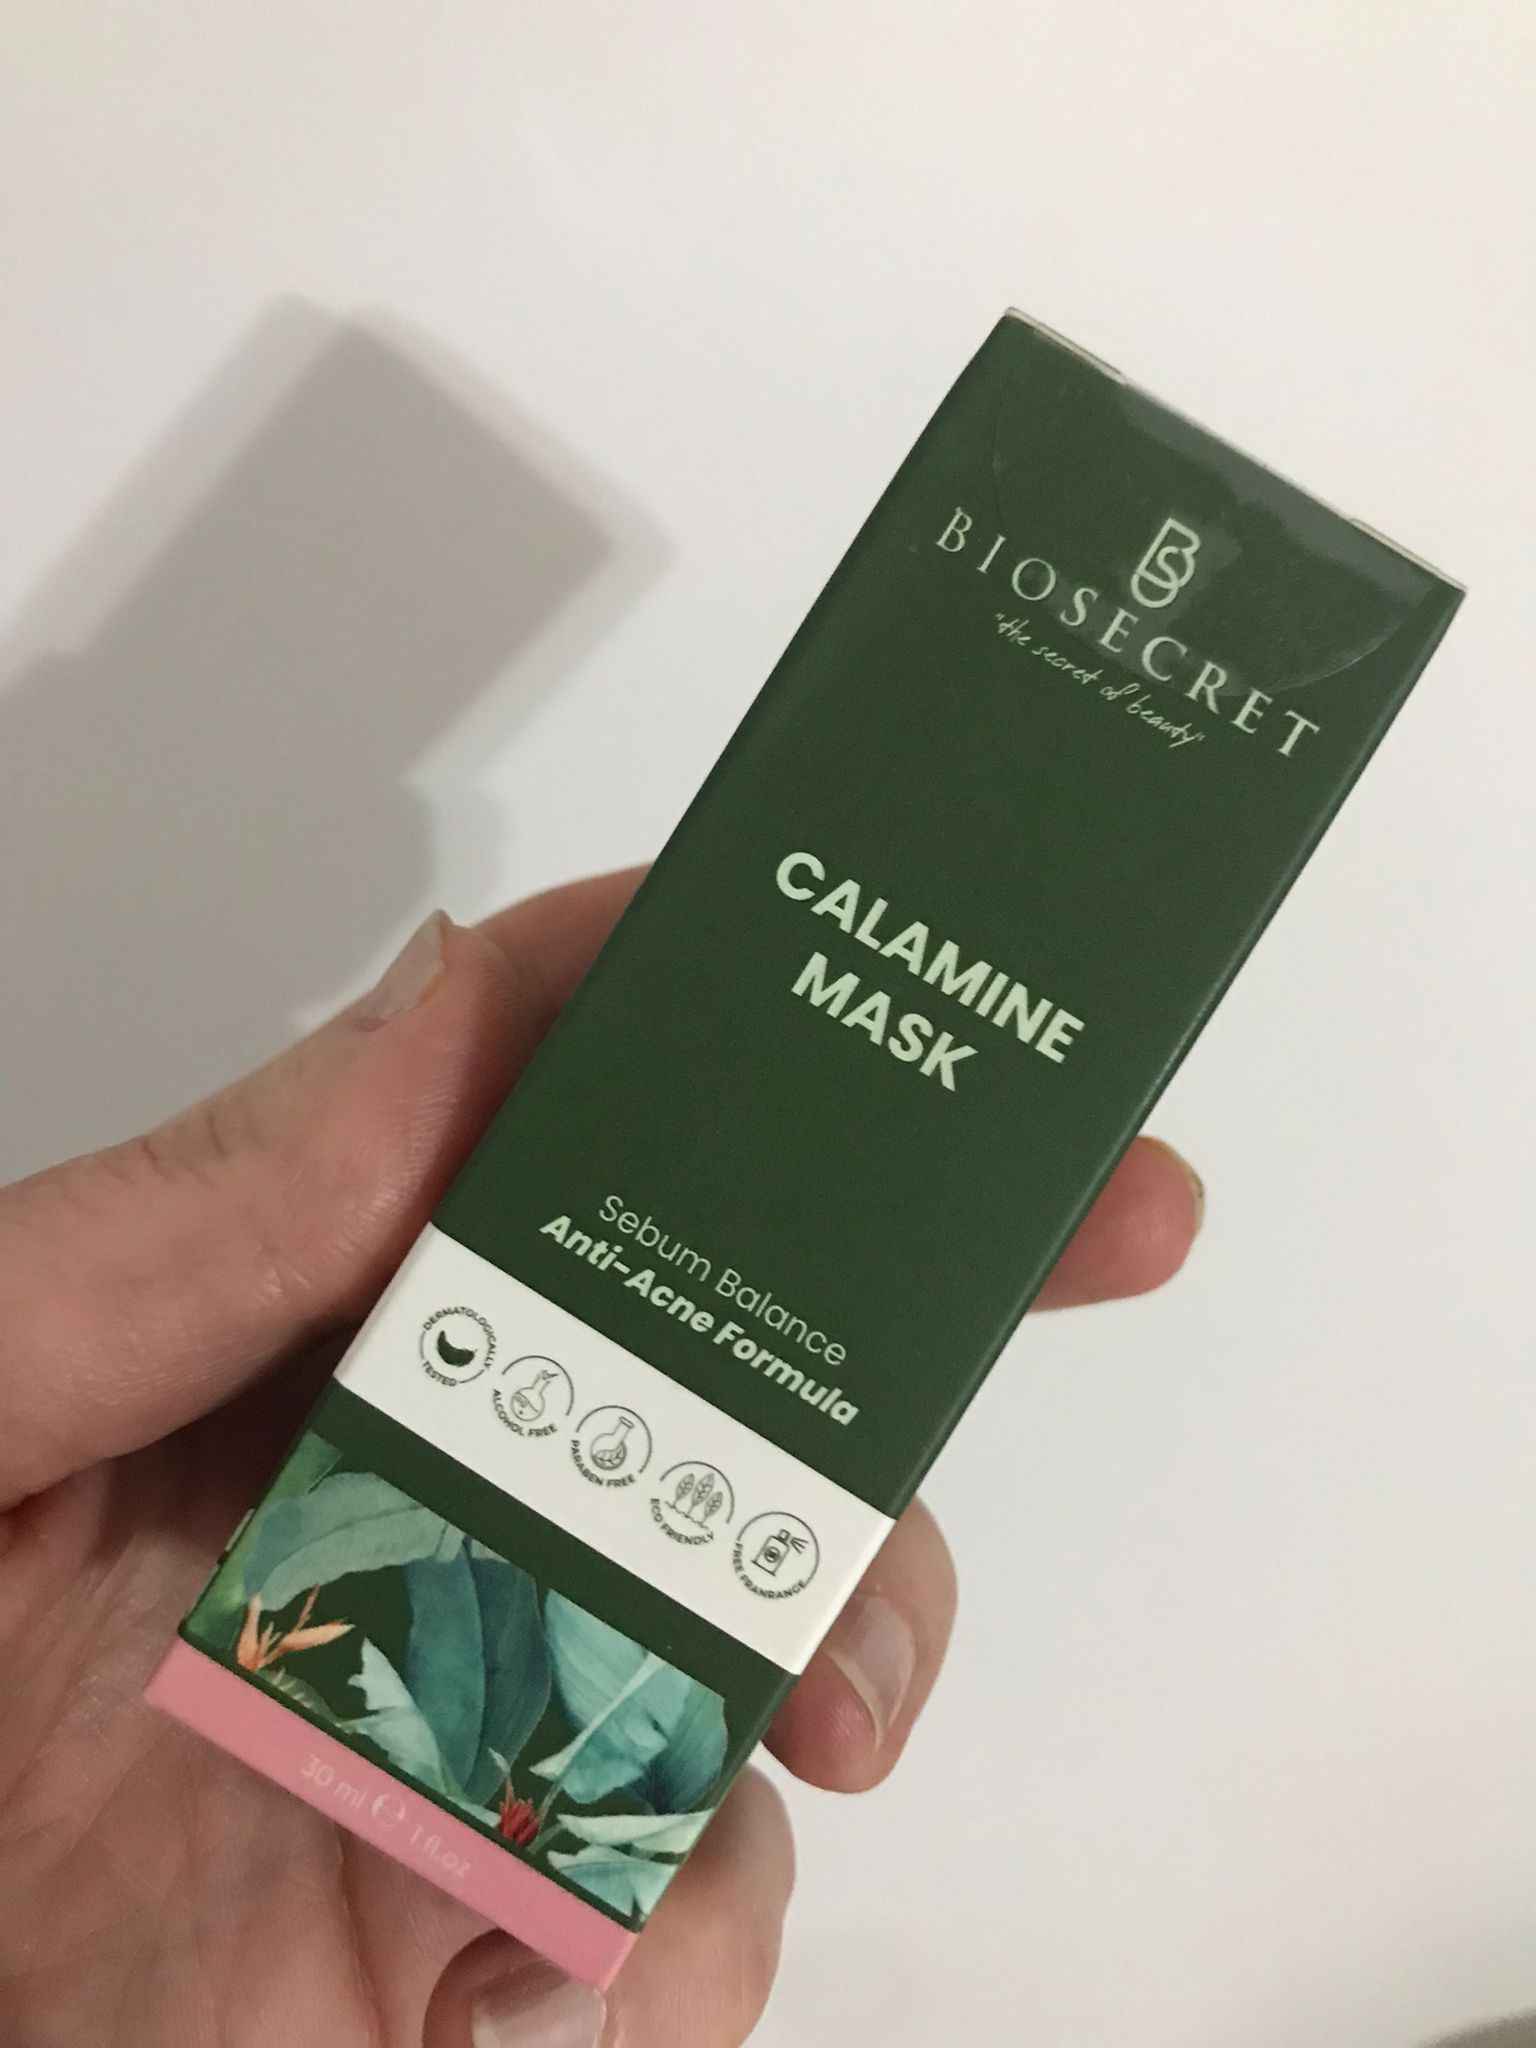 BIOSECRET
"the secret of beauty"
CALAMINE
MASK
Sebum Balance
Anti-Acne Formula
DERMATOLOGICALLY TESTED
ALCOHOL FREE
PARABEN FREE
ECO FRIENDLY
FREE FRANRANGE
30 ml e 1 fl.oz